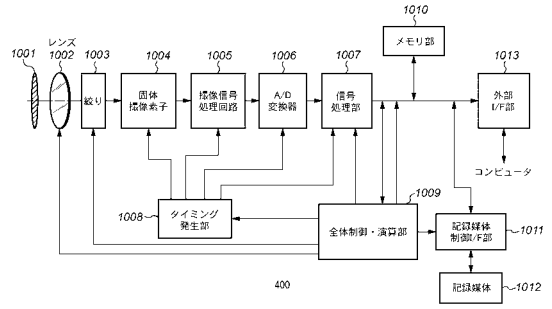 1010
メモリ部
レンズ
1001
1002
1003
1004
1005
1006
1007
1013
絞り
固体
撮像素子
撮像信号
処理回路
A/D
変換器
信号
処理部
外部
I/F部
コンピュータ
1008
タイミング
発生部
1009
全体制御・演算部
記録媒体
制御I/F部
1011
400
記録媒体
1012